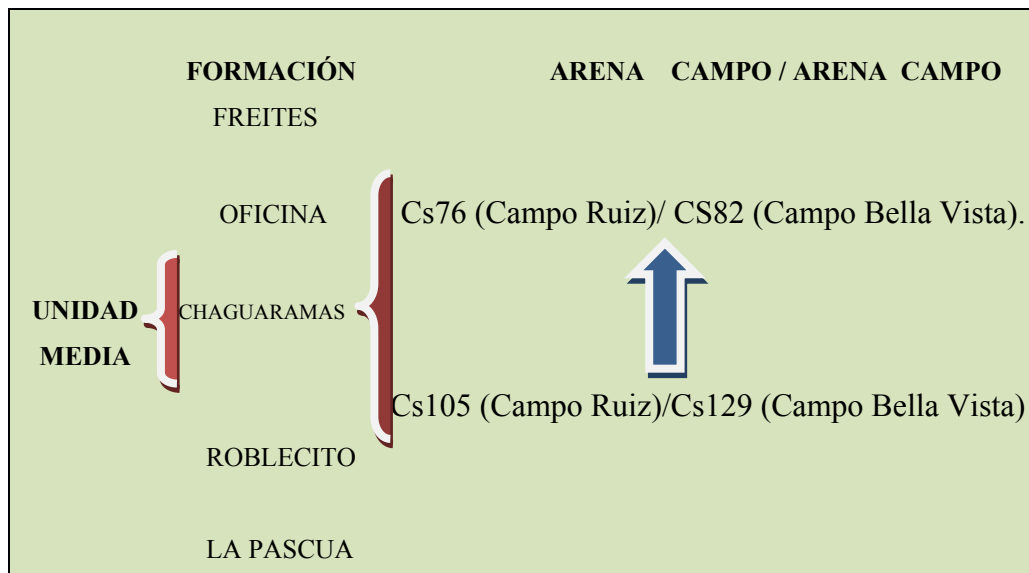 FORMACIÓN ARENA CAMPO / ARENA CAMPO
FREITES
OFICINA Cs76 (Campo Ruiz)/ CS82 (Campo Bella Vista).
UNIDAD MEDIA
CHAGUARAMAS
Cs105 (Campo Ruiz)/Cs129 (Campo Bella Vista)
ROBLECITO
LA PASCUA